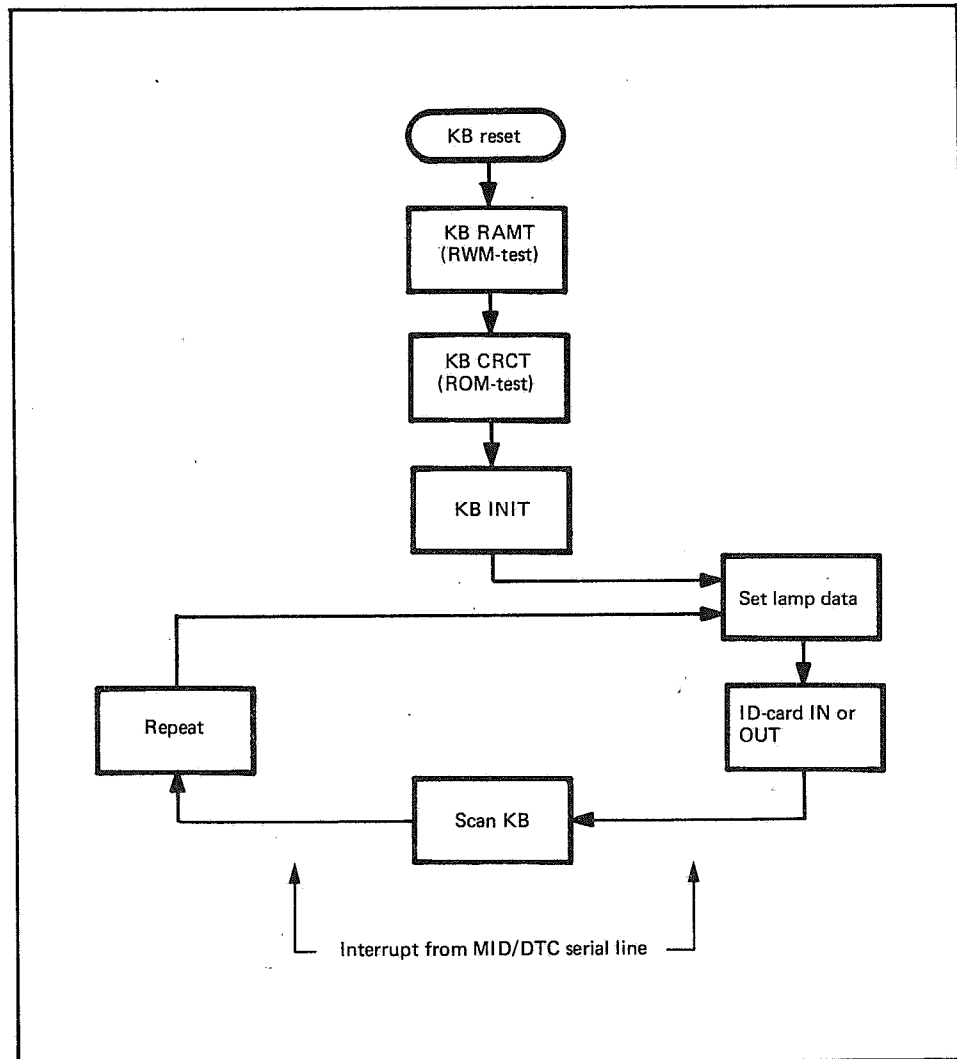 KB reset
KB RAMT
(RWM-test)
KB CRCT
(ROM-test)
KB INIT
Set lamp data
ID-card IN or
OUT
Repeat
Scan KB
Interrupt from MID/DTC serial line